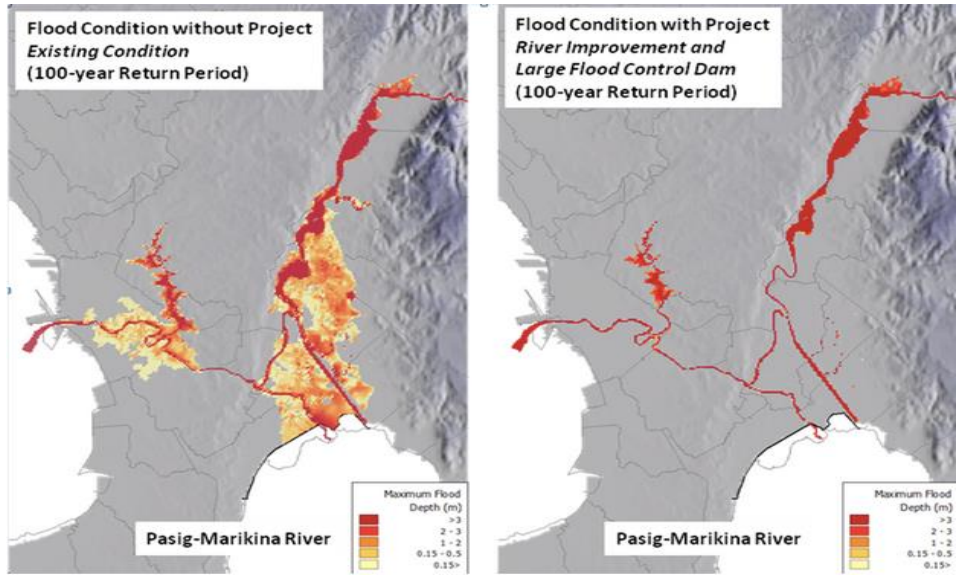 Flood Condition without Project
Existing Condition
(100-year Return Period)
Maximum Flood
Depth (m)
>3
2 - 3
1 - 2
0.15 - 0.5
0.15>
Pasig-Marikina River
Flood Condition with Project
River Improvement and
Large Flood Control Dam
(100-year Return Period)
Maximum Flood
Depth (m)
>3
2 - 3
1 - 2
0.15 - 0.5
0.15>
Pasig-Marikina River